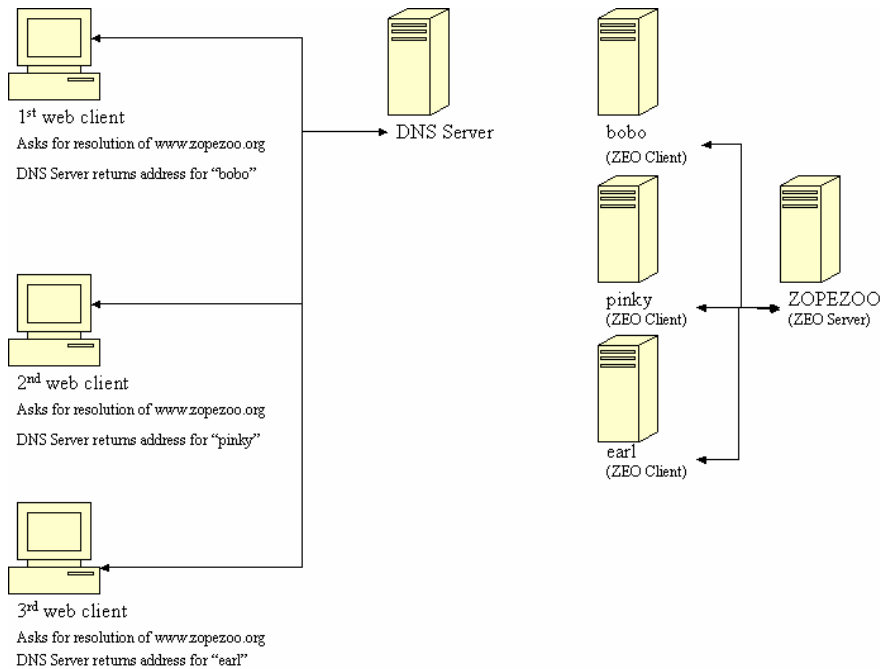 1st web client
Asks for resolution of www.zopezoo.org
DNS Server returns address for "bobo"
2nd web client
Asks for resolution of www.zopezoo.org
DNS Server returns address for "pinky"
3rd web client
Asks for resolution of www.zopezoo.org
DNS Server returns address for "earl"
DNS Server
bobo
(ZEO Client)
pinky
(ZEO Client)
earl
(ZEO Client)
ZOPEZOO
(ZEO Server)